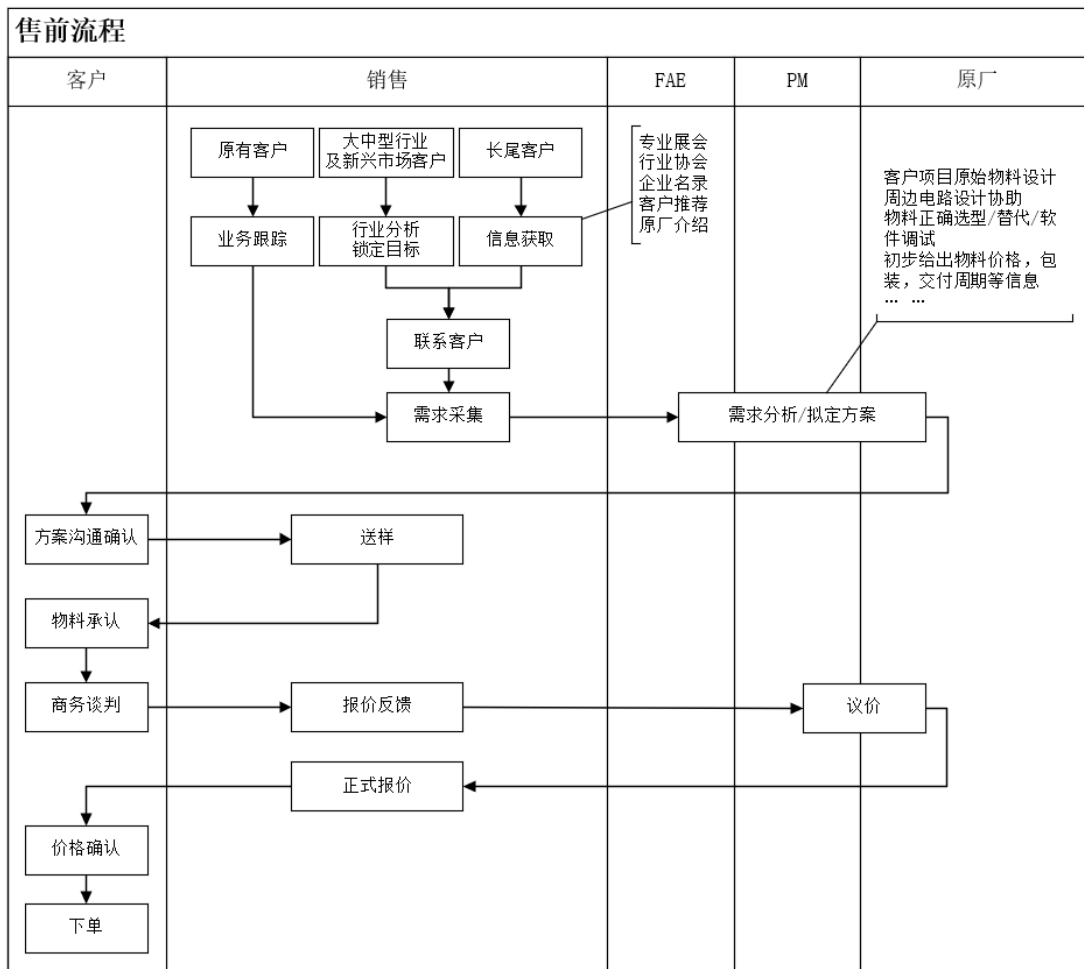 售前流程
客户
销售
FAE
PM
原厂
原有客户
大中型行业
及新兴市场客户
长尾客户
专业展会
行业协会
企业名录
客户推荐
原厂介绍
客户项目原始物料设计
周边电路设计协助
物料正确选型/替代/软
件调试
初步给出物料价格，包
装，交付周期等信息
… …
业务跟踪
行业分析
锁定目标
信息获取
联系客户
需求采集
需求分析/拟定方案
方案沟通确认
送样
物料承认
商务谈判
报价反馈
议价
正式报价
价格确认
下单